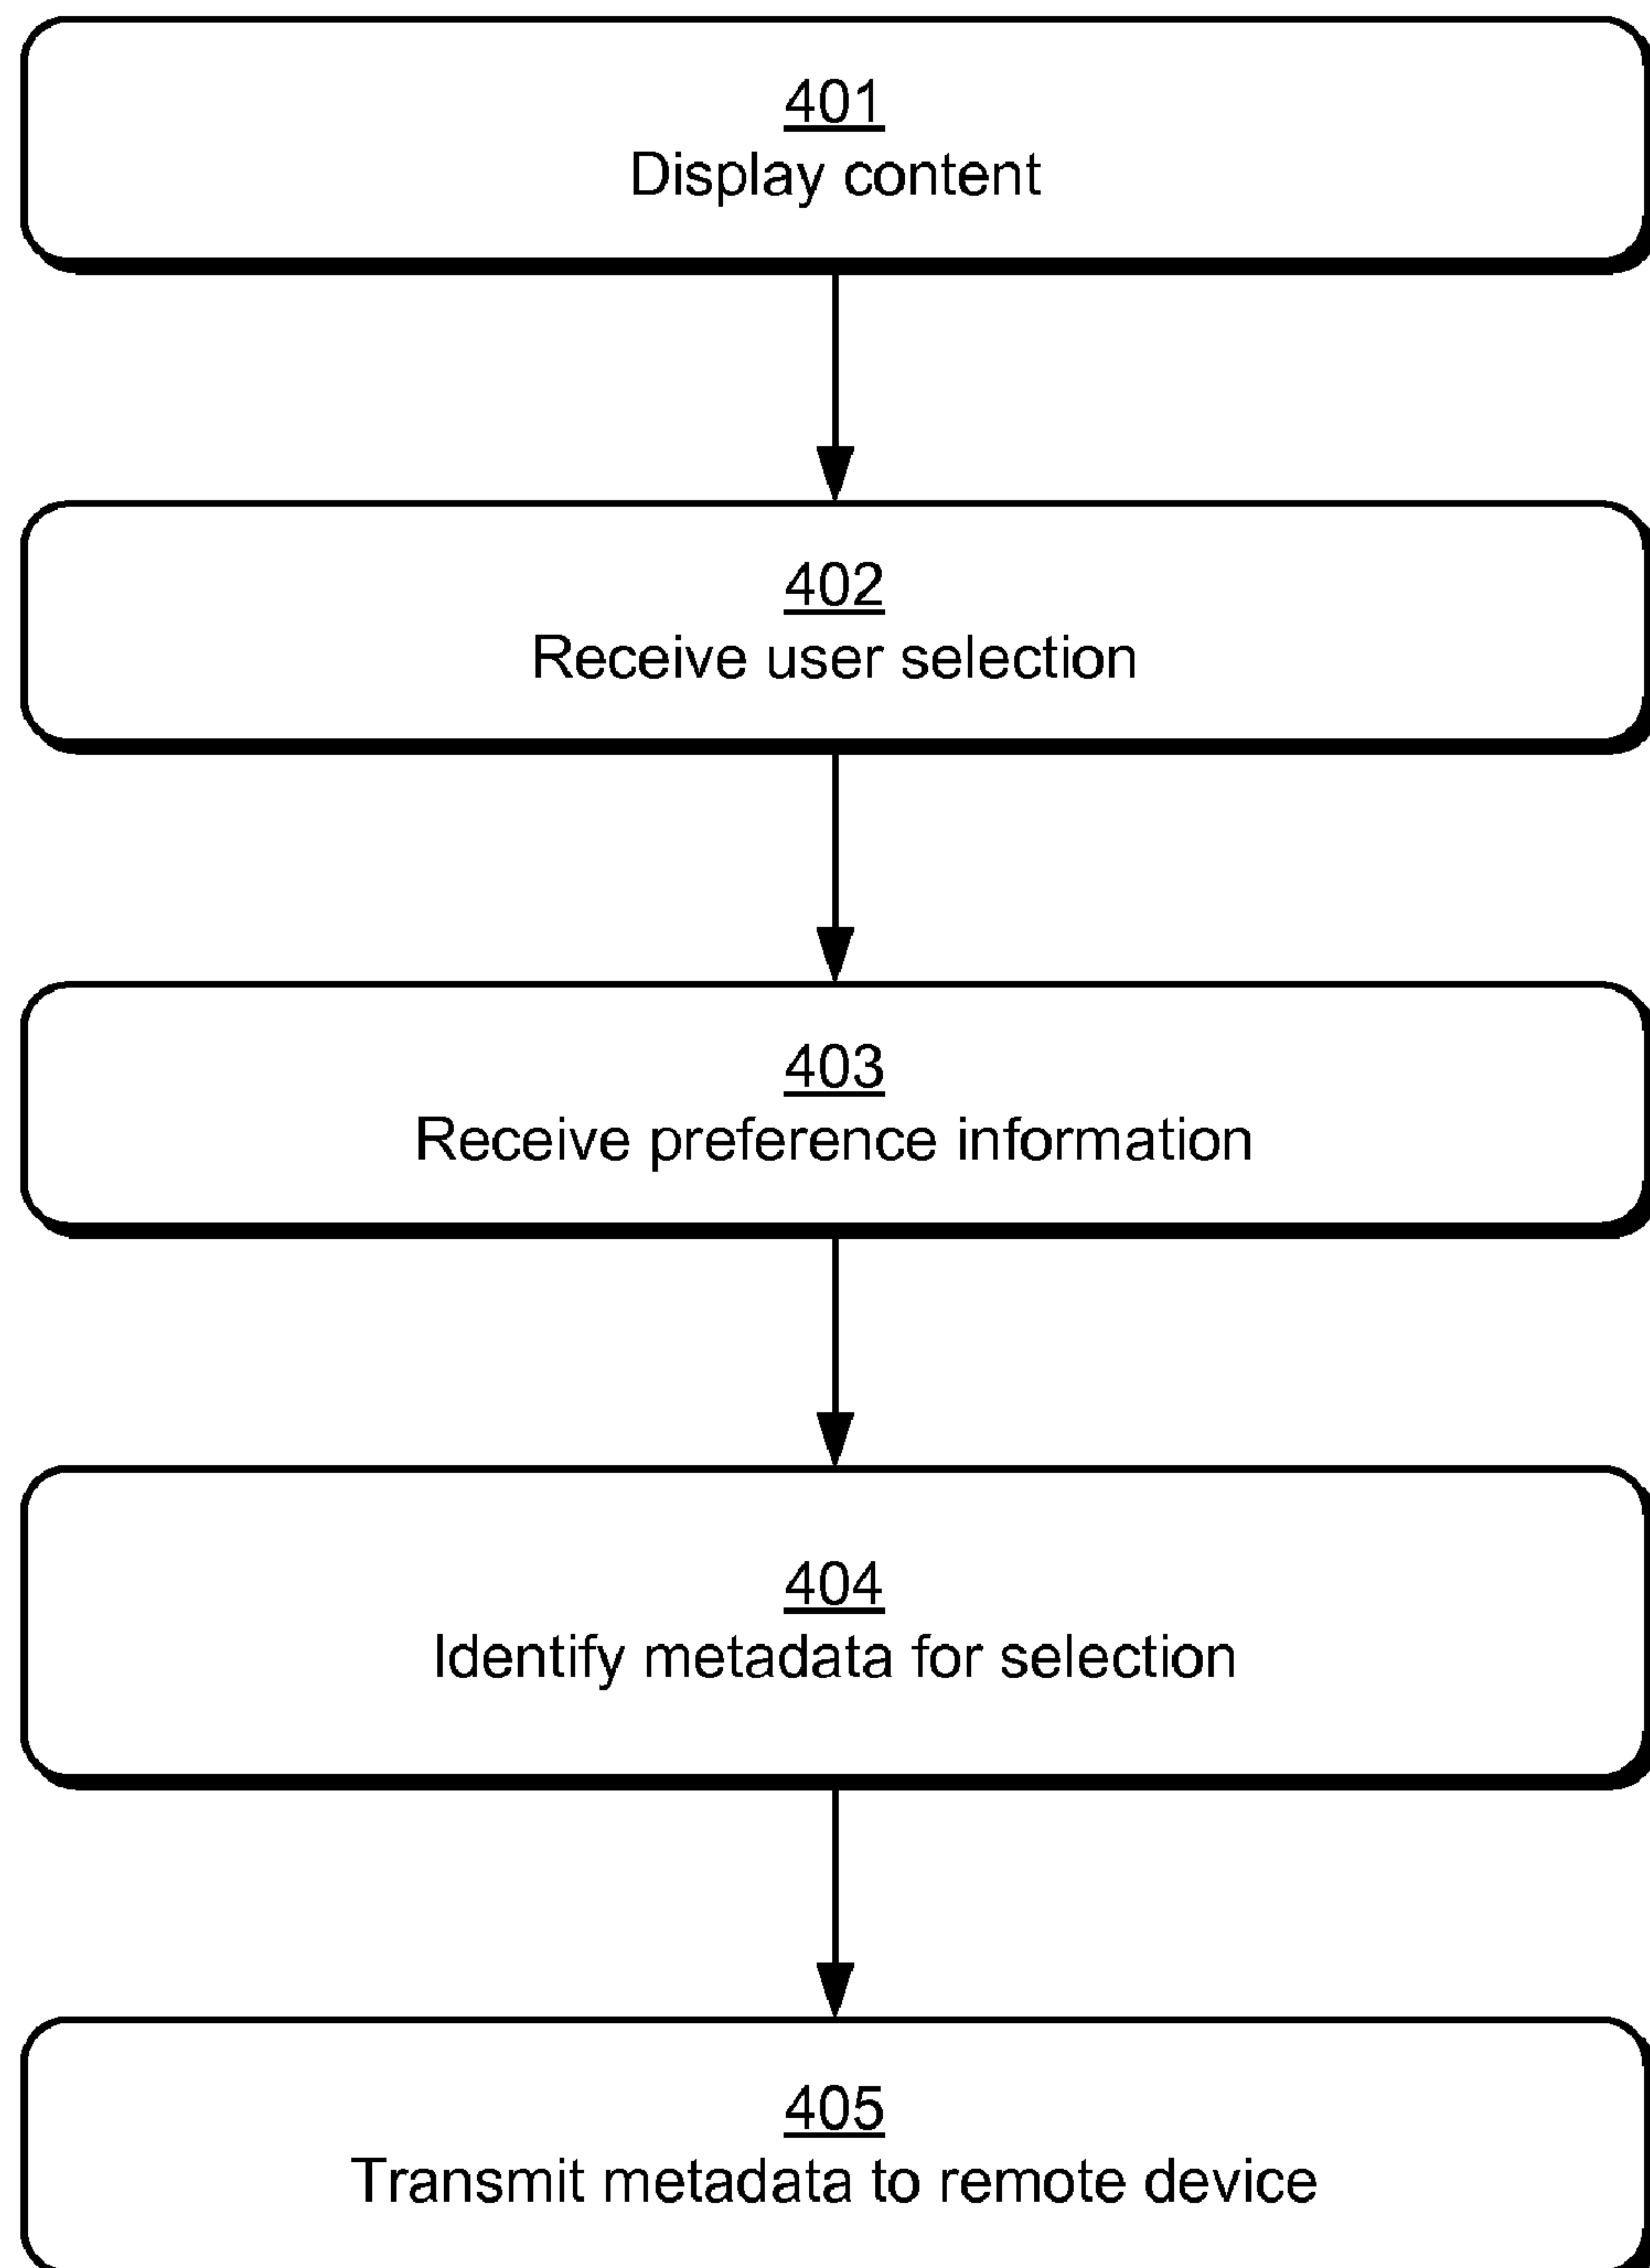 401
Display content
402
Receive user selection
403
Receive preference information
404
Identify metadata for selection
405
Transmit metadata to remote device